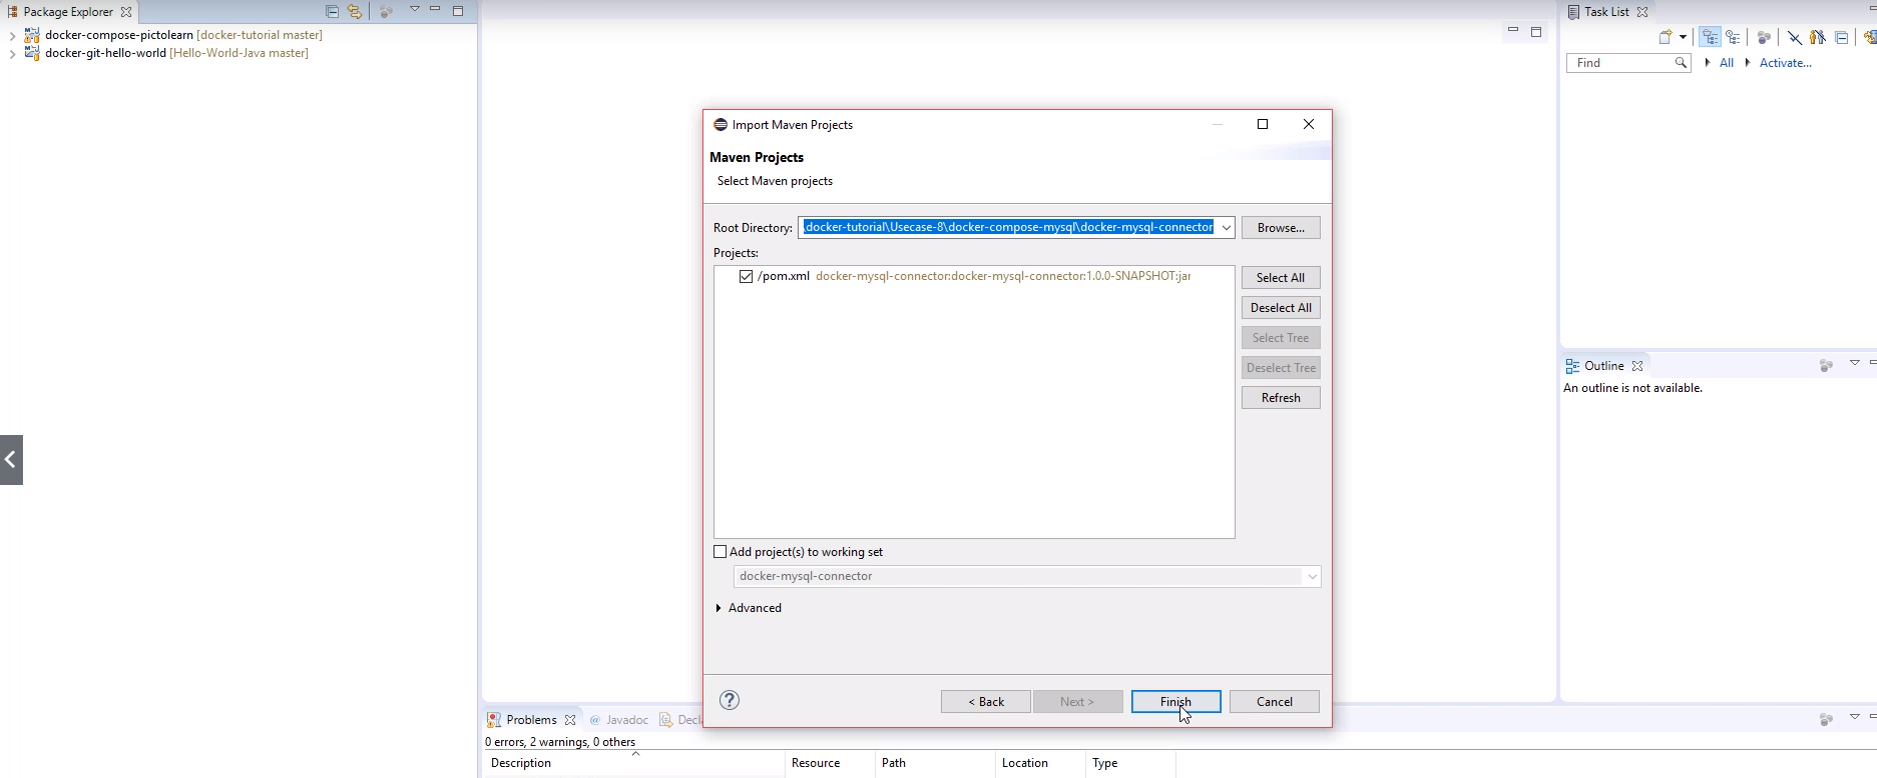 Package Explorer
docker-compose-pictolearn [docker-tutorial master]
docker-git-hello-world [Hello-World-Java master]
Import Maven Projects
Maven Projects
Select Maven projects
Root Directory: docker-tutorial\Usecase-8\docker-compose-mysql\docker-mysql-connector Browse...
Projects:
/pom.xml docker-mysql-connector:docker-mysql-connector:1.0.0-SNAPSHOT:jar
Select All
Deselect All
Select Tree
Deselect Tree
Refresh
Add project(s) to working set
docker-mysql-connector
Advanced
< Back Next > Finish Cancel
Task List
Find All Activate...
Outline
An outline is not available.
Problems @ Javadoc Decla
0 errors, 2 warnings, 0 others
Description Resource Path Location Type